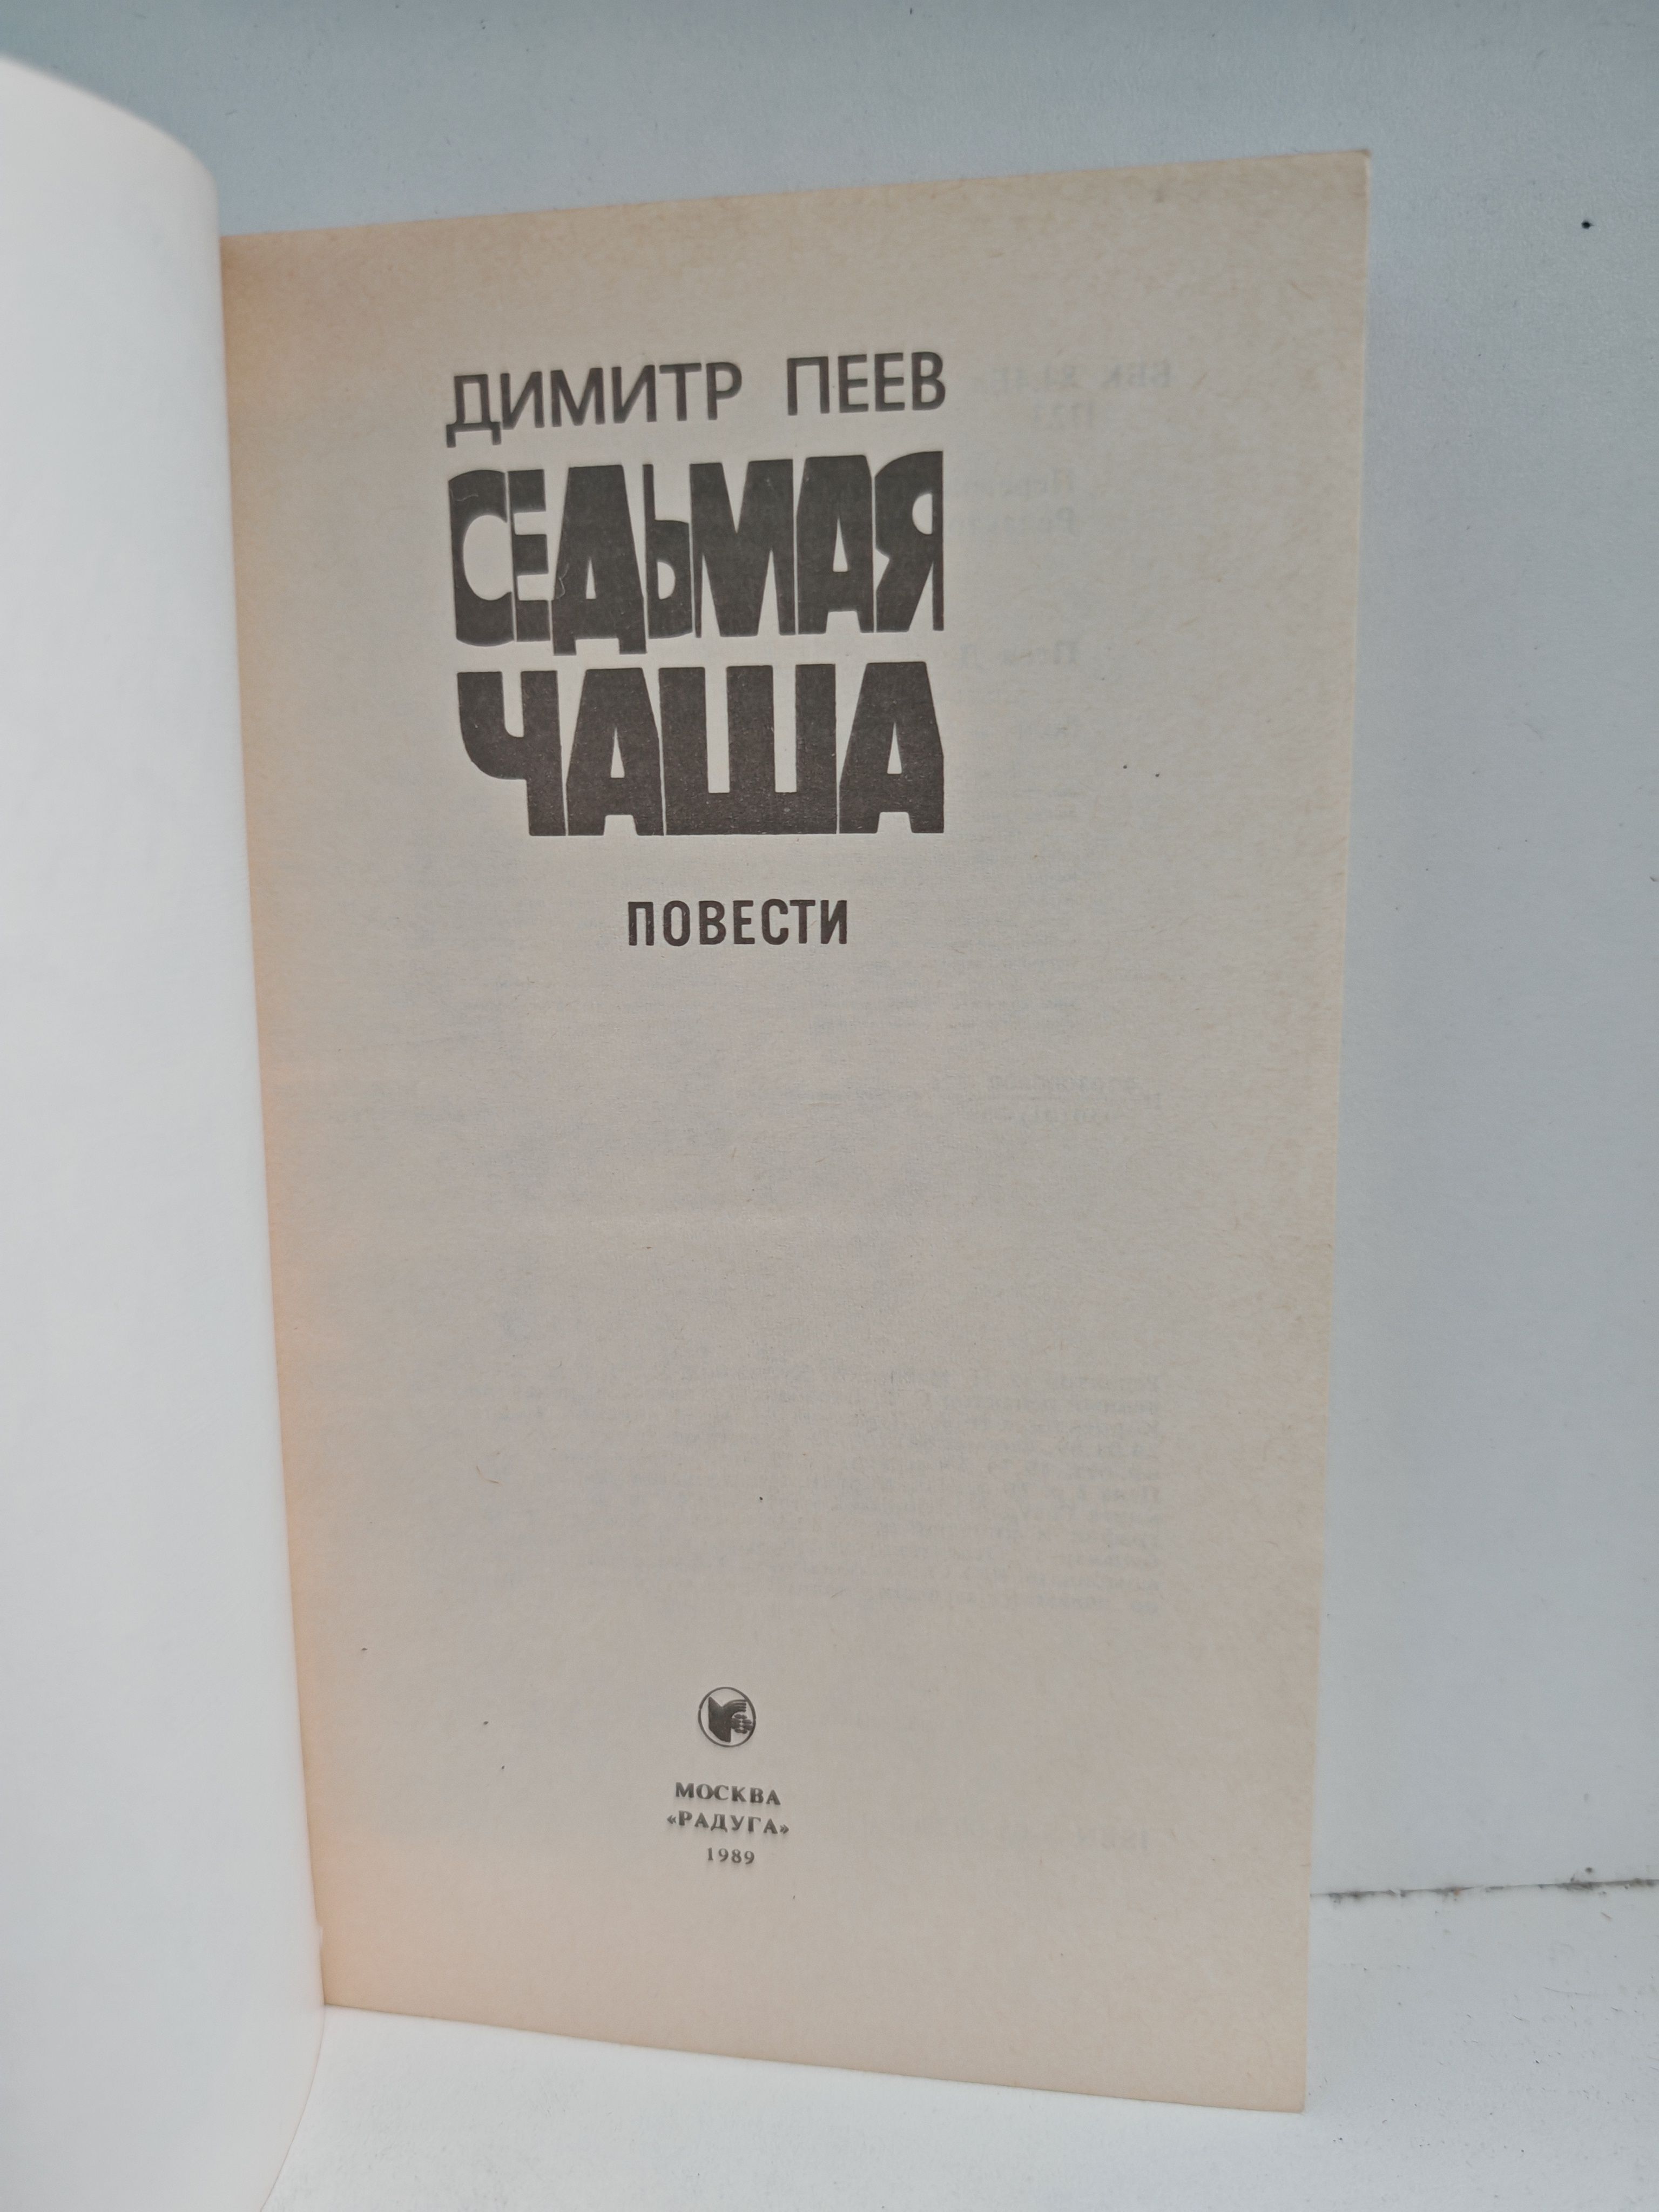 ДИМИТР ПЕЕВ
СЕДЬМАЯ
ЧАША
ПОВЕСТИ
МОСКВА
«РАДУГА»
1989